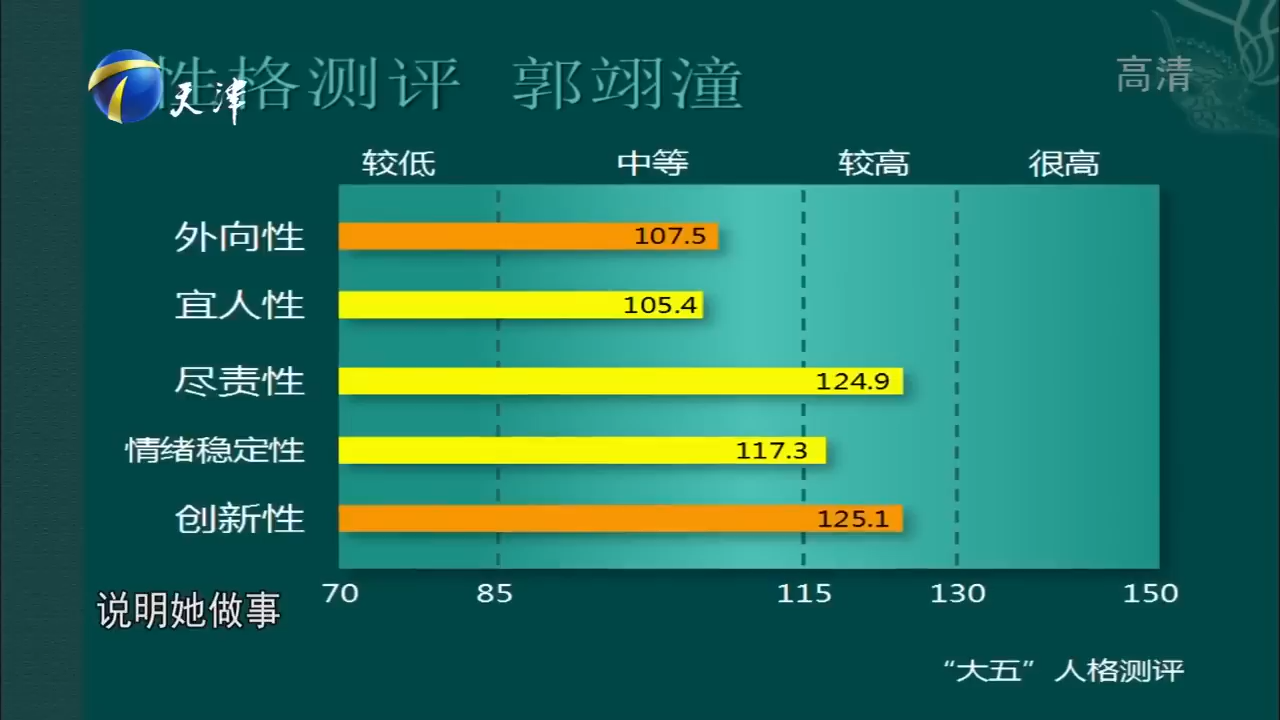 性格测评 郭翊潼
天津
高清
较低 中等 较高 很高
外向性 107.5
宜人性 105.4
尽责性 124.9
情绪稳定性 117.3
创新性 125.1
70 85 115 130 150
说明她做事
“大五”人格测评